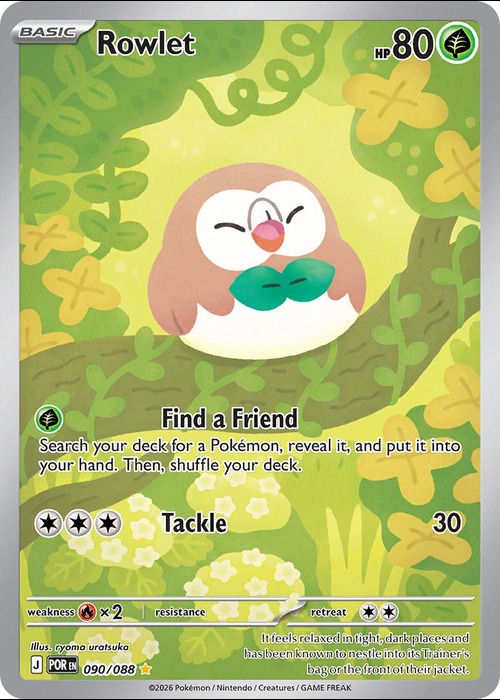 BASIC
Rowlet
HP 80
Find a Friend
Search your deck for a Pokémon, reveal it, and put it into
your hand. Then, shuffle your deck.
Tackle 30
weakness ×2 resistance retreat
It feels relaxed in tight, dark places and
has been known to nestle into its Trainer's
bag or the front of their jacket.
Illus. ryoma uratsuka
J POR EN 090/088
©2026 Pokémon / Nintendo / Creatures / GAME FREAK